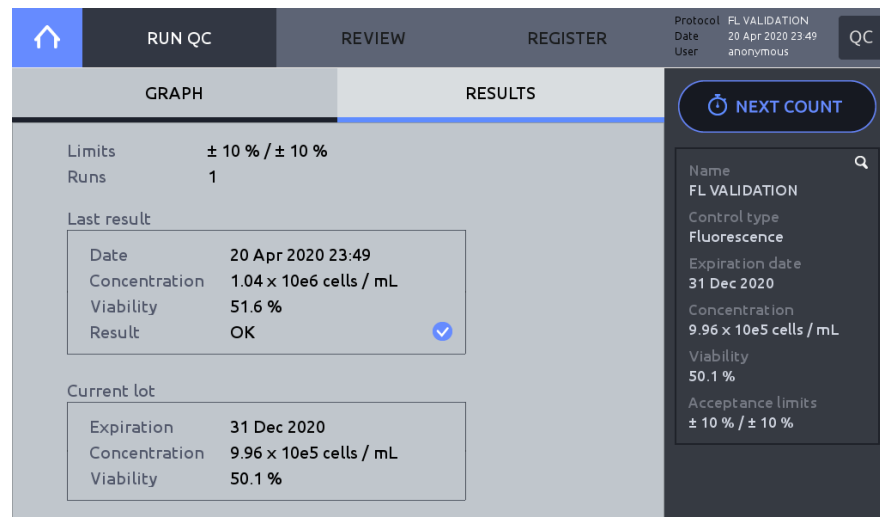 RUN QC REVIEW REGISTER
Protocol FL VALIDATION
Date 20 Apr 2020 23:49
User anonymous
QC
GRAPH RESULTS
Limits ± 10 % / ± 10 %
Runs 1
Last result
Date 20 Apr 2020 23:49
Concentration 1.04 x 10e6 cells / mL
Viability 51.6 %
Result OK
Current lot
Expiration 31 Dec 2020
Concentration 9.96 x 10e5 cells / mL
Viability 50.1 %
NEXT COUNT
Name
FL VALIDATION
Control type
Fluorescence
Expiration date
31 Dec 2020
Concentration
9.96 x 10e5 cells / mL
Viability
50.1 %
Acceptance limits
± 10 % / ± 10 %